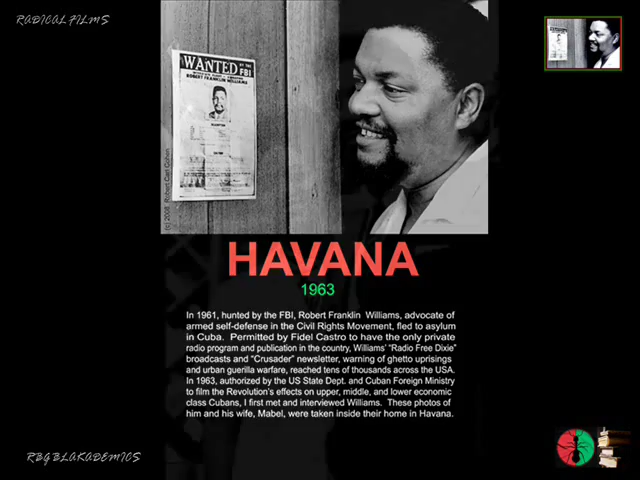 RADICAL FILMS
WANTED BY THE
FBI
ROBERT FRANKLIN WILLIAMS
(c) 2008 Robert Carl Cohen
HAVANA
1963
In 1961, hunted by the FBI, Robert Franklin Williams, advocate of
armed self-defense in the Civil Rights Movement, fled to asylum
in Cuba. Permitted by Fidel Castro to have the only private
radio program and publication in the country, Williams' "Radio Free Dixie"
broadcasts and "Crusader" newsletter, warning of ghetto uprisings
and urban guerilla warfare, reached tens of thousands across the USA.
In 1963, authorized by the US State Dept. and Cuban Foreign Ministry
to film the Revolution's effects on upper, middle, and lower economic
class Cubans, I first met and interviewed Williams. These photos of
him and his wife, Mabel, were taken inside their home in Havana.
RBG BLAKADEMICS